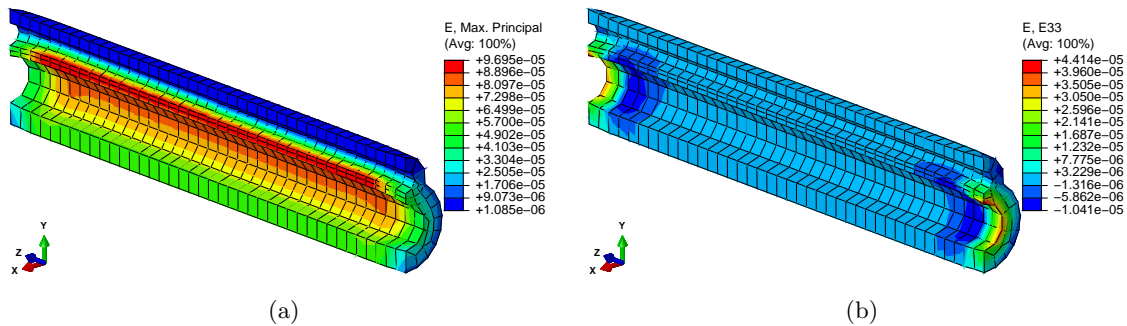 E, Max. Principal
(Avg: 100%)
+9.695e−05
+8.896e−05
+8.097e−05
+7.298e−05
+6.499e−05
+5.700e−05
+4.902e−05
+4.103e−05
+3.304e−05
+2.505e−05
+1.706e−05
+9.073e−06
+1.085e−06
Y
Z
X
(a)
E, E33
(Avg: 100%)
+4.414e−05
+3.960e−05
+3.505e−05
+3.050e−05
+2.596e−05
+2.141e−05
+1.687e−05
+1.232e−05
+7.775e−06
+3.229e−06
−1.316e−06
−5.862e−06
−1.041e−05
Y
Z
X
(b)